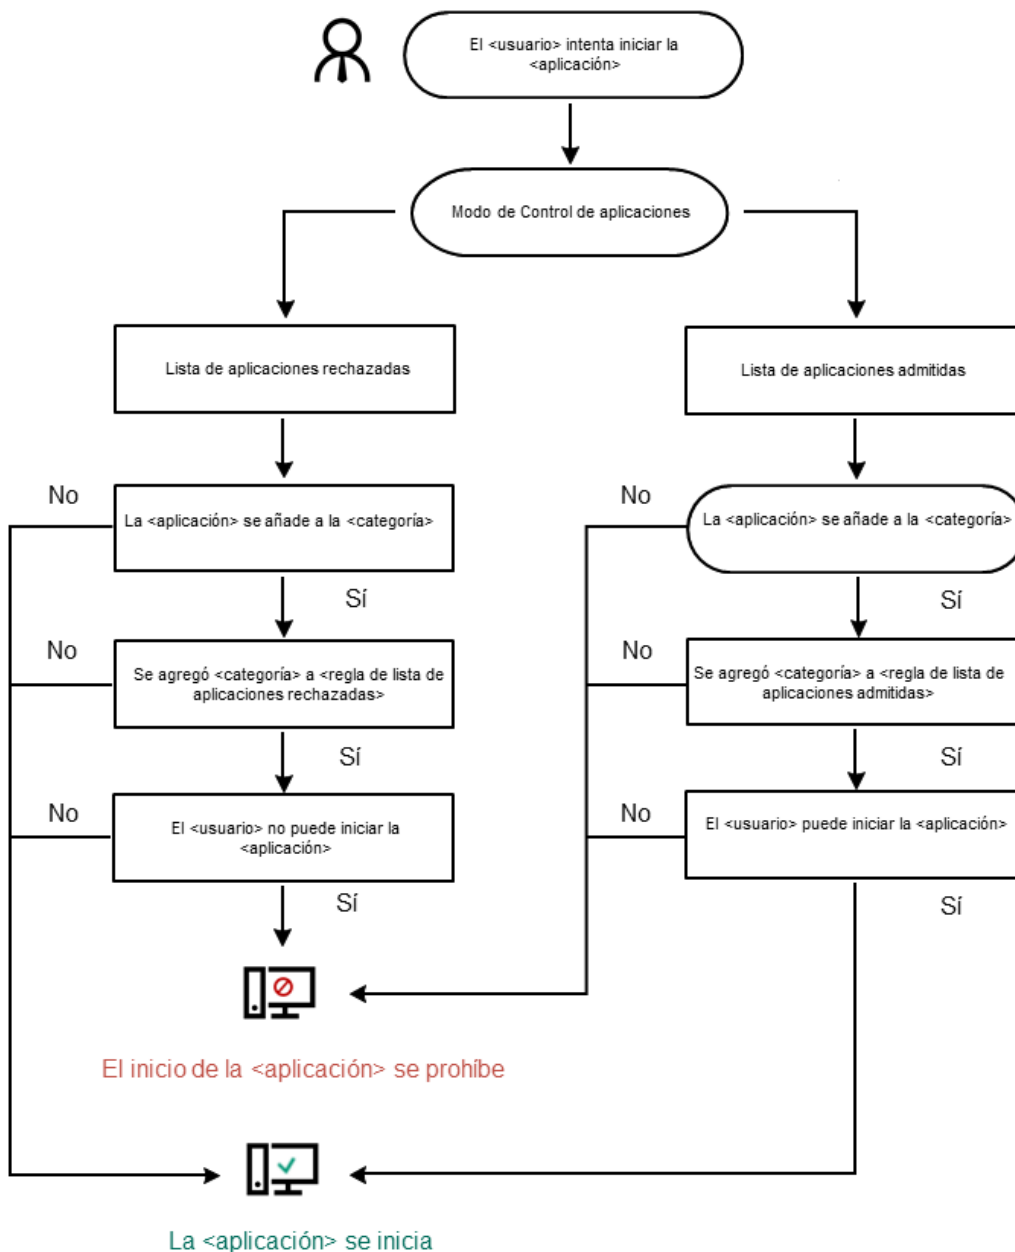 El <usuario> intenta iniciar la
<aplicación>
Modo de Control de aplicaciones
Lista de aplicaciones rechazadas
Lista de aplicaciones admitidas
No
La <aplicación> se añade a la <categoría>
No
La <aplicación> se añade a la <categoría>
Sí
Sí
No
Se agregó <categoría> a <regla de lista de
aplicaciones rechazadas>
No
Se agregó <categoría> a <regla de lista de
aplicaciones admitidas>
Sí
Sí
No
El <usuario> no puede iniciar la
<aplicación>
No
El <usuario> puede iniciar la <aplicación>
Sí
Sí
El inicio de la <aplicación> se prohíbe
La <aplicación> se inicia